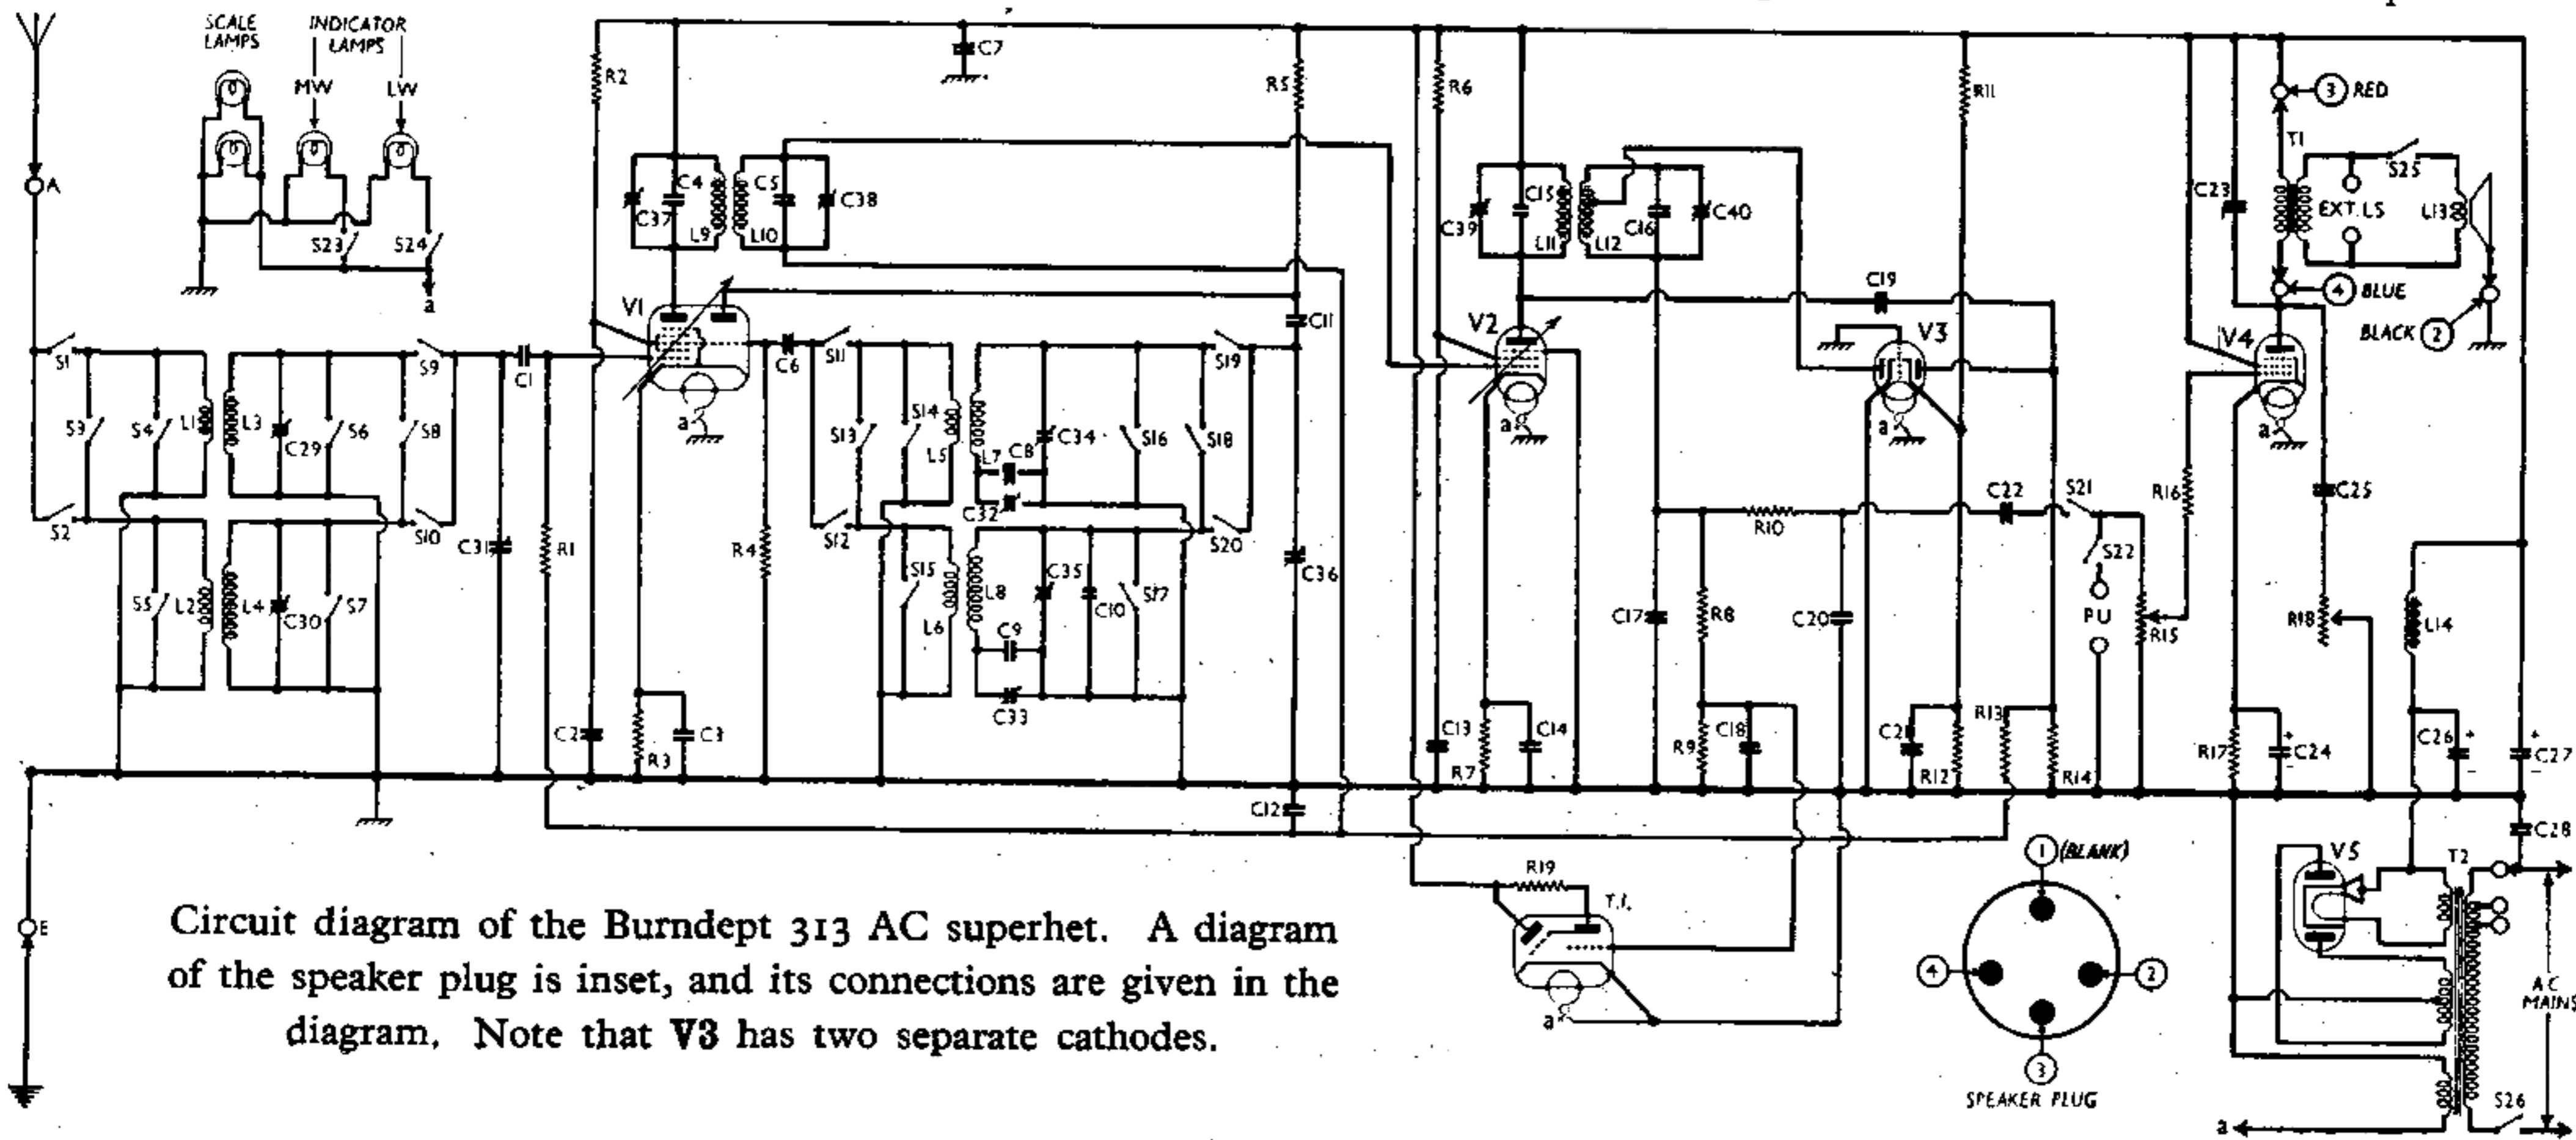 SCALE LAMPS
INDICATOR LAMPS
MW
LW
A
S23
S24
a
S1
S3
S4
L1
L3
C29
S6
S8
S9
S2
S5
L2
L4
C30
S7
S10
C31
C1
R1
E
R2
C7
R5
C37
C4
L9
L10
C5
C38
V1
a
C2
R3
C3
R4
C6
S11
S13
S14
L5
L7
C8
C34
S16
S18
S19
C32
S12
S15
L6
L8
C35
C10
S17
S20
C9
C33
C11
C36
C12
R6
C39
C15
L11
L12
C16
C40
V2
a
C13
R7
C14
C17
R8
R9
C18
R10
C20
R11
C19
V3
a
C22
S21
S22
PU
R15
R16
C2
R12
R13
R14
R19
T.I.
a
C23
3 RED
T1
S25
EXT. LS
L13
4 BLUE
BLACK 2
V4
a
C25
R18
L14
R17
C24
+
−
C26
+
−
C27
+
−
C28
V5
T2
AC MAINS
S26
a
1 (BLANK)
4
2
3
SPEAKER PLUG
Circuit diagram of the Burndept 313 AC superhet. A diagram
of the speaker plug is inset, and its connections are given in the
diagram. Note that V3 has two separate cathodes.